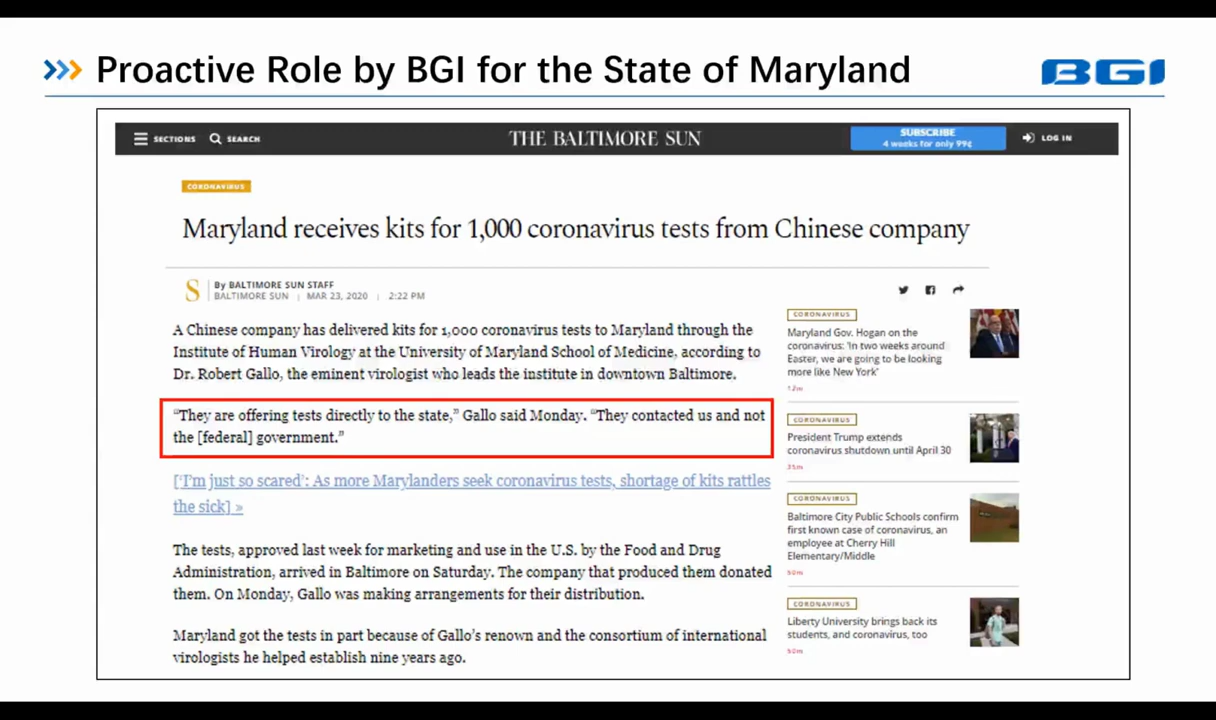 Proactive Role by BGI for the State of Maryland
BGI
SECTIONS
SEARCH
THE BALTIMORE SUN
SUBSCRIBE
4 weeks for only 99¢
LOG IN
CORONAVIRUS
Maryland receives kits for 1,000 coronavirus tests from Chinese company
S
By BALTIMORE SUN STAFF
BALTIMORE SUN | MAR 23, 2020 | 2:22 PM
A Chinese company has delivered kits for 1,000 coronavirus tests to Maryland through the
Institute of Human Virology at the University of Maryland School of Medicine, according to
Dr. Robert Gallo, the eminent virologist who leads the institute in downtown Baltimore.
“They are offering tests directly to the state,” Gallo said Monday. “They contacted us and not
the [federal] government.”
[‘I’m just so scared’: As more Marylanders seek coronavirus tests, shortage of kits rattles
the sick] »
The tests, approved last week for marketing and use in the U.S. by the Food and Drug
Administration, arrived in Baltimore on Saturday. The company that produced them donated
them. On Monday, Gallo was making arrangements for their distribution.
Maryland got the tests in part because of Gallo’s renown and the consortium of international
virologists he helped establish nine years ago.
CORONAVIRUS
Maryland Gov. Hogan on the
coronavirus: ‘In two weeks around
Easter, we are going to be looking
more like New York’
12m
CORONAVIRUS
President Trump extends
coronavirus shutdown until April 30
35m
CORONAVIRUS
Baltimore City Public Schools confirm
first known case of coronavirus, an
employee at Cherry Hill
Elementary/Middle
50m
CORONAVIRUS
Liberty University brings back its
students, and coronavirus, too
50m